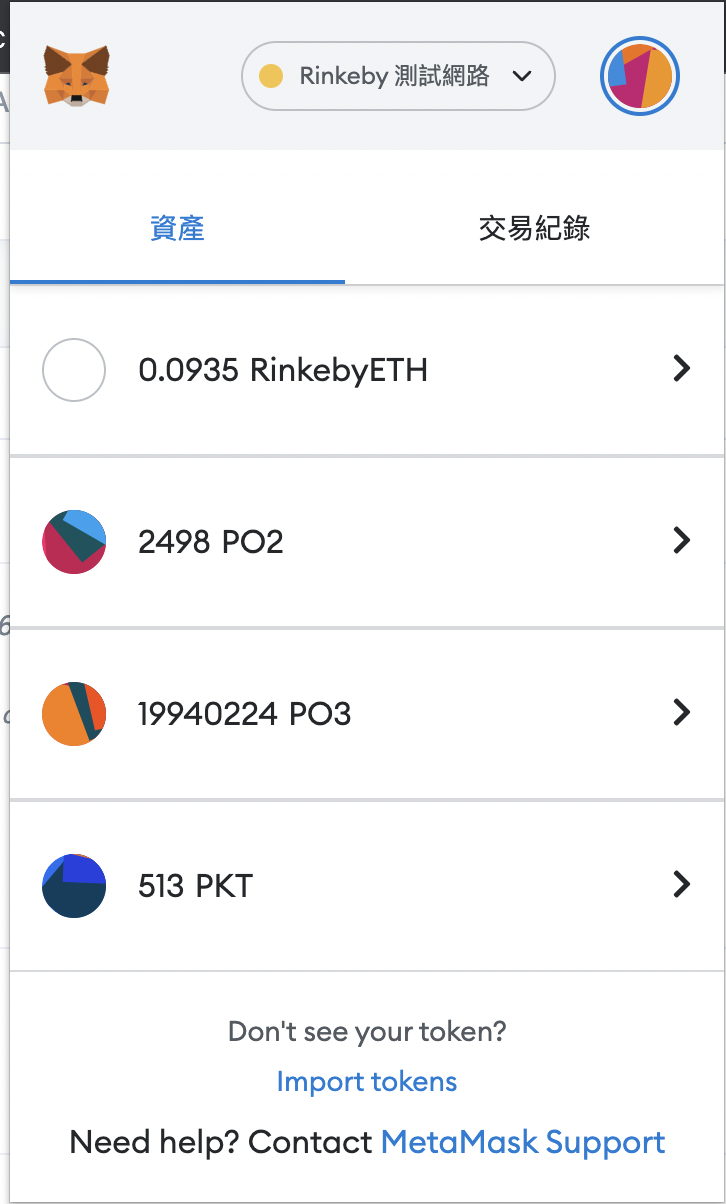 Rinkeby 測試網路
資產
交易紀錄
0.0935 RinkebyETH
2498 PO2
19940224 PO3
513 PKT
Don't see your token?
Import tokens
Need help? Contact MetaMask Support